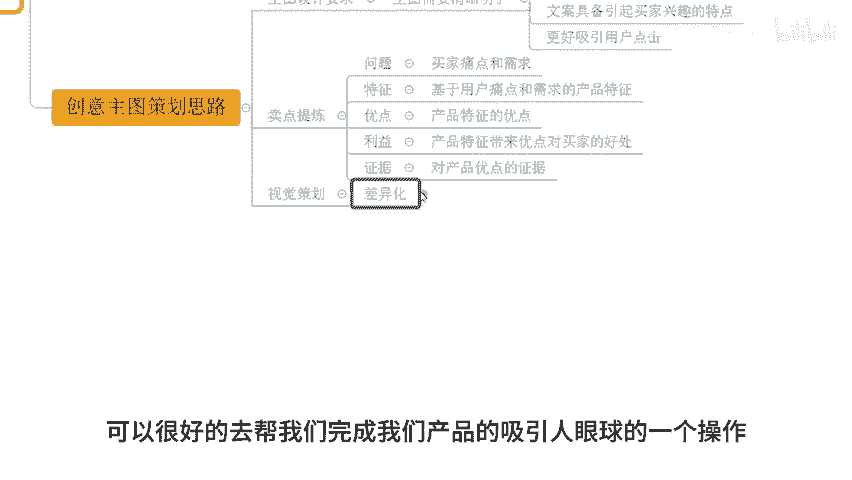 文案具备引起买家兴趣的特点
更好吸引用户点击
创意主图策划思路
卖点提炼
问题
买家痛点和需求
特征
基于用户痛点和需求的产品特征
优点
产品特征的优点
利益
产品特征带来优点对买家的好处
证据
对产品优点的证据
视觉策划
差异化
可以很好的去帮我们完成我们产品的吸引人眼球的一个操作